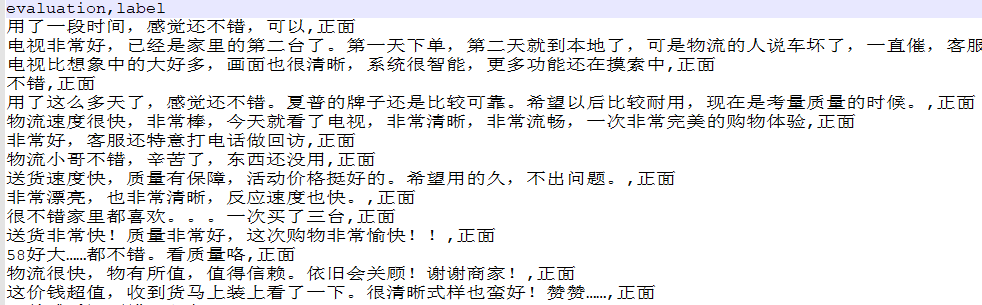 evaluation,label
用了一段时间，感觉还不错，可以,正面
电视非常好，已经是家里的第二台了。第一天下单，第二天就到本地了，可是物流的人说车坏了，一直催，客服
电视比想象中的大好多，画面也很清晰，系统很智能，更多功能还在摸索中,正面
不错,正面
用了这么多天了，感觉还不错。夏普的牌子还是比较可靠。希望以后比较耐用，现在是考量质量的时候。,正面
物流速度很快，非常棒，今天就看了电视，非常清晰，非常流畅，一次非常完美的购物体验,正面
非常好，客服还特意打电话做回访,正面
物流小哥不错，辛苦了，东西还没用,正面
送货速度快，质量有保障，活动价格挺好的。希望用的久，不出问题。,正面
非常漂亮，也非常清晰，反应速度也快。,正面
很不错家里都喜欢。。。一次买了三台,正面
送货非常快！质量非常好，这次购物非常愉快！！,正面
58好大……都不错。看质量咯,正面
物流很快，物有所值，值得信赖。依旧会关顾！谢谢商家！,正面
这价钱超值，收到货马上装上看了一下。很清晰式样也蛮好！赞赞……,正面